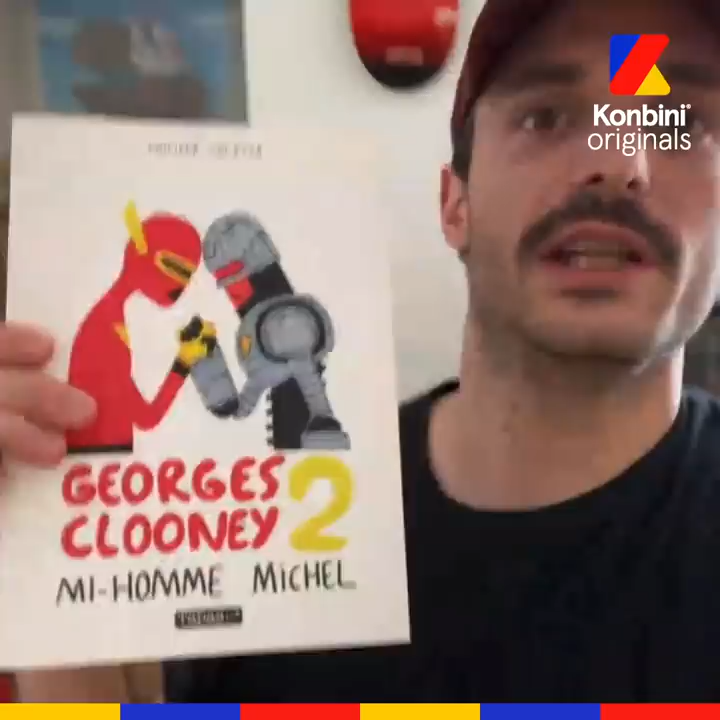 Konbini
originals
GEORGES
CLOONEY 2
MI-HOMME MiCHEL